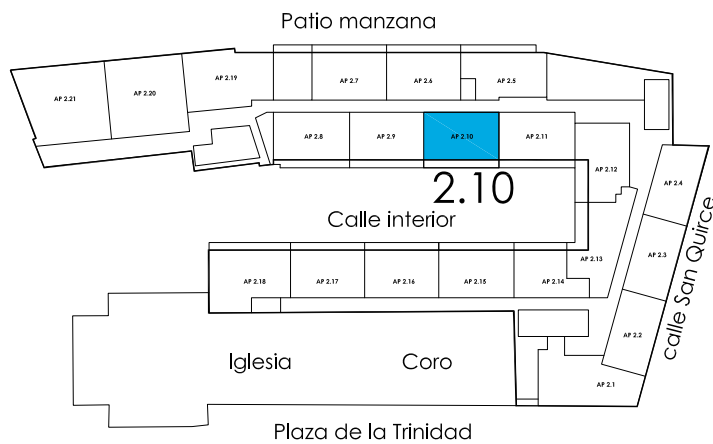 Patio manzana
AP 2.19
AP 2.20
AP 2.21
AP 2.7
AP 2.6
AP 2.5
AP 2.8
AP 2.9
AP 2.10
AP 2.11
AP 2.12
AP 2.4
2.10
Calle interior
calle San Quirce
AP 2.3
AP 2.13
AP 2.18
AP 2.17
AP 2.16
AP 2.15
AP 2.14
AP 2.2
Iglesia
Coro
AP 2.1
Plaza de la Trinidad